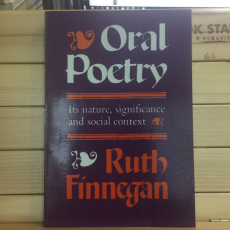 Oral
Poetry
Its nature, significance
and social context
Ruth
Finnegan